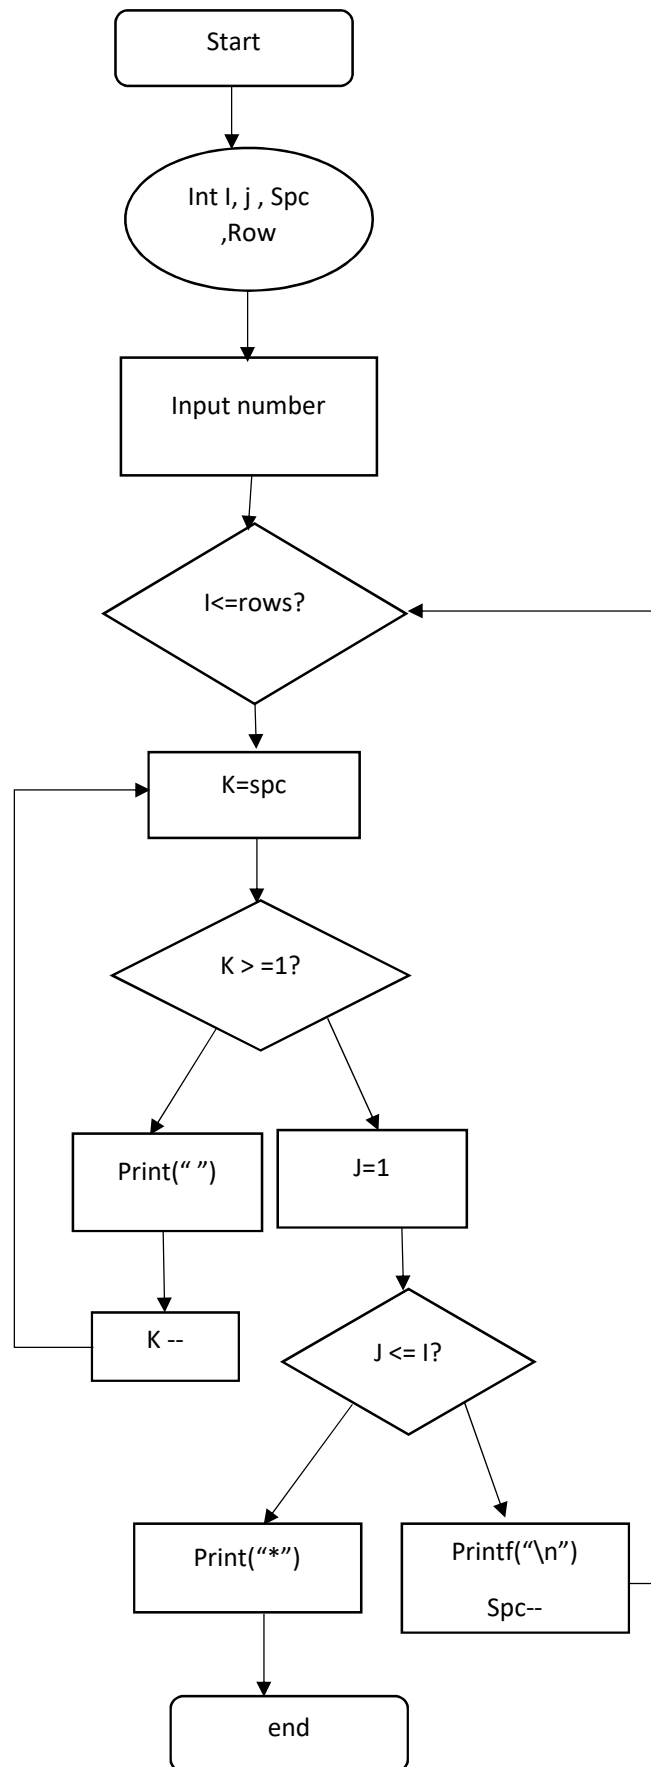 Start
Int I, j , Spc
,Row
Input number
I<=rows?
K=spc
K > =1?
Print(“ ”)
J=1
K --
J <= I?
Print(“*”)
Printf(“\n”)
Spc--
end